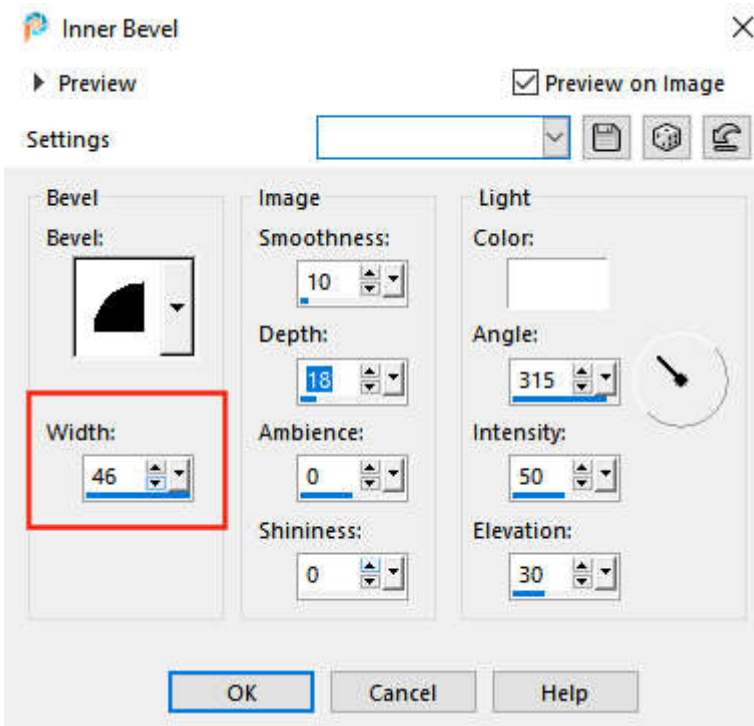 Inner Bevel
Preview
Preview on Image
Settings
Bevel
Bevel:
Width:
46
Image
Smoothness:
10
Depth:
18
Ambience:
0
Shininess:
0
Light
Color:
Angle:
315
Intensity:
50
Elevation:
30
OK
Cancel
Help